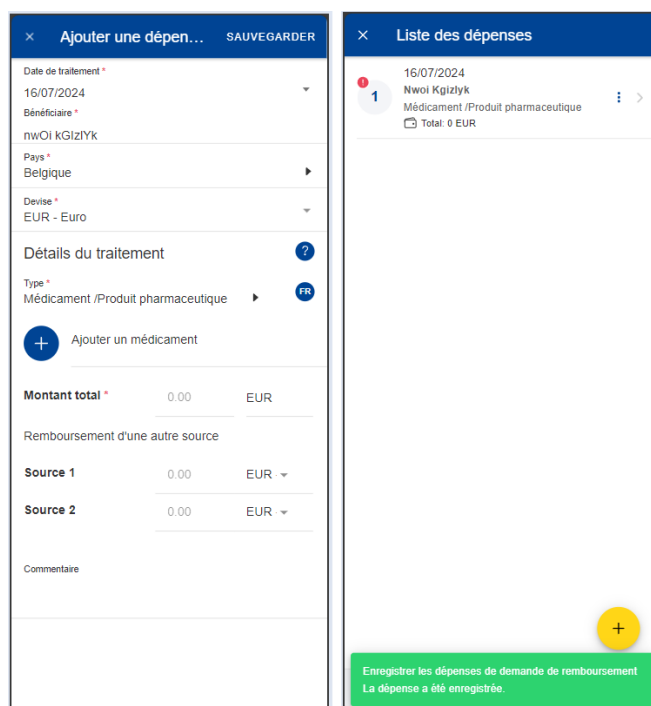 × Ajouter une dépen... SAUVEGARDER
Date de traitement *
16/07/2024
Bénéficiaire *
nwOi kGIzIYk
Pays *
Belgique
Devise *
EUR - Euro
Détails du traitement ?
Type *
Médicament /Produit pharmaceutique FR
+ Ajouter un médicament
Montant total * 0.00 EUR
Remboursement d'une autre source
Source 1 0.00 EUR
Source 2 0.00 EUR
Commentaire
× Liste des dépenses
16/07/2024
! 1 Nwoi Kgizlyk
Médicament /Produit pharmaceutique
Total: 0 EUR
+
Enregistrer les dépenses de demande de remboursement
La dépense a été enregistrée.